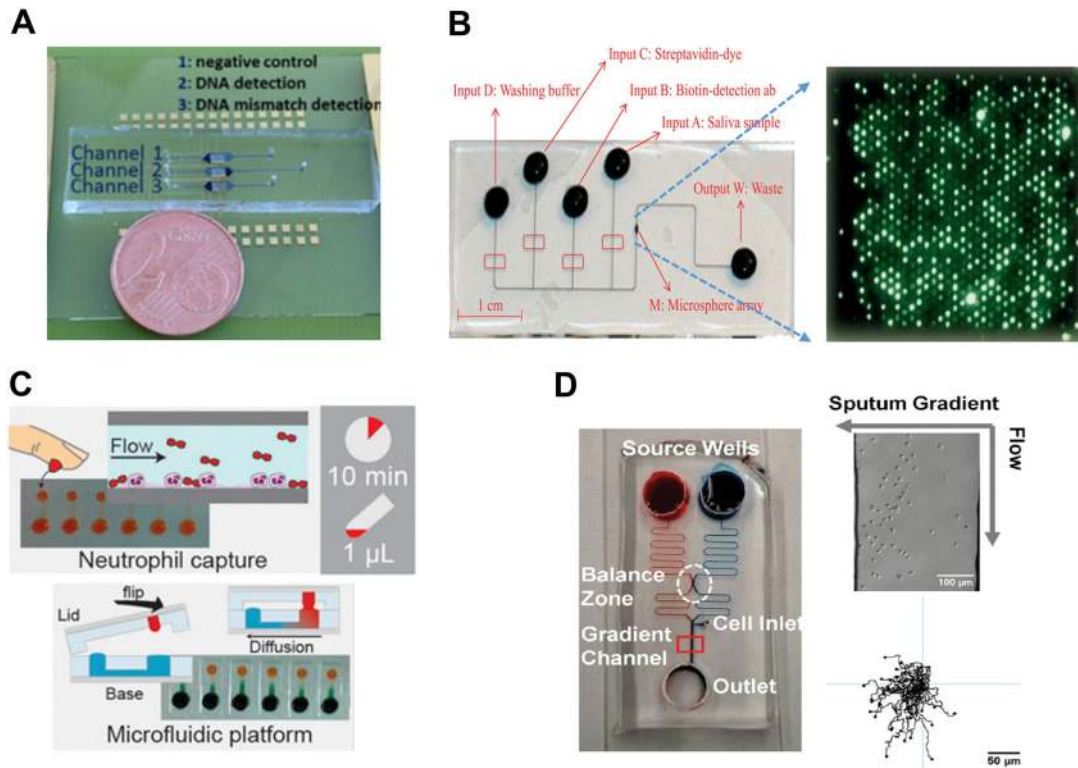 A
1: negative control
2: DNA detection
3: DNA mismatch detection
Channel 1
Channel 2
Channel 3
B
Input C: Streptavidin-dye
Input D: Washing buffer
Input B: Biotin-detection ab
Input A: Saliva sample
Output W: Waste
M: Microsphere array
1 cm
C
Flow
10 min
1 µL
Neutrophil capture
Lid
flip
Diffusion
Base
Microfluidic platform
D
Source Wells
Balance
Zone
Cell Inlet
Gradient
Channel
Outlet
Sputum Gradient
Flow
100 µm
50 µm